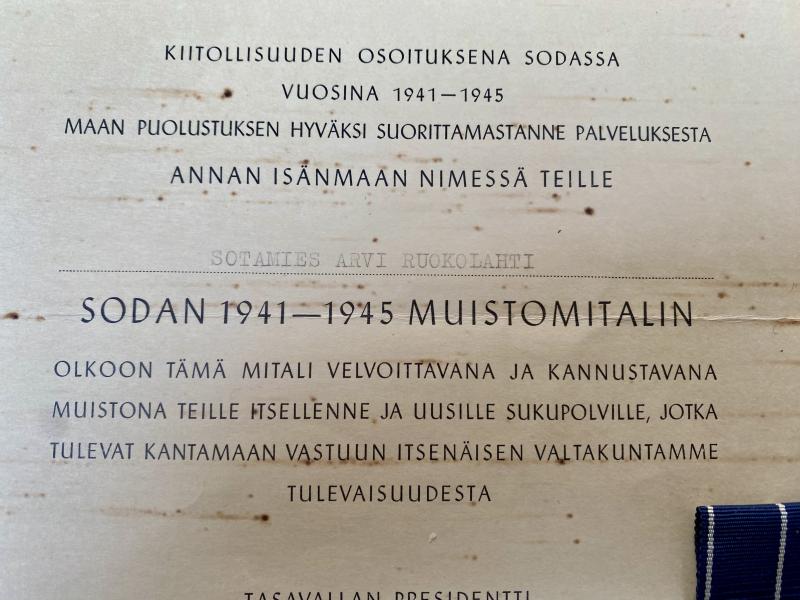 KIITOLLISUUDEN OSOITUKSENA SODASSA
VUOSINA 1941—1945
MAAN PUOLUSTUKSEN HYVÄKSI SUORITTAMASTANNE PALVELUKSESTA
ANNAN ISÄNMAAN NIMESSÄ TEILLE
SOTAMIES ARVI RUOKOLAHTI
SODAN 1941—1945 MUISTOMITALIN
OLKOON TÄMÄ MITALI VELVOITTAVANA JA KANNUSTAVANA
MUISTONA TEILLE ITSELLENNE JA UUSILLE SUKUPOLVILLE, JOTKA
TULEVAT KANTAMAAN VASTUUN ITSENÄISEN VALTAKUNTAMME
TULEVAISUUDESTA
TASAVALLAN PRESIDENTTI